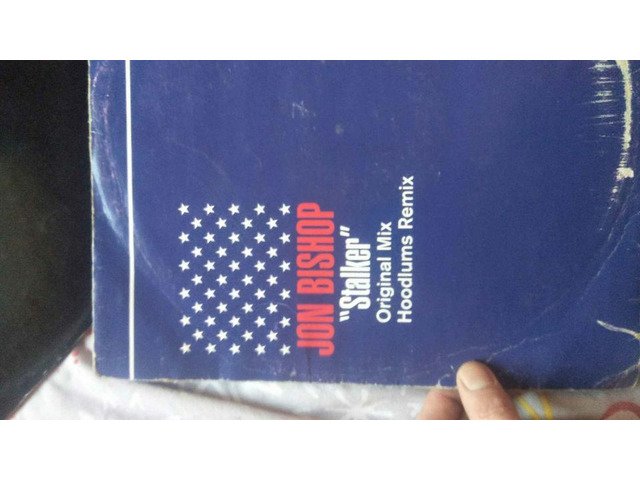 JON BISHOP
"Stalker"
Original Mix
Hoodlums Remix